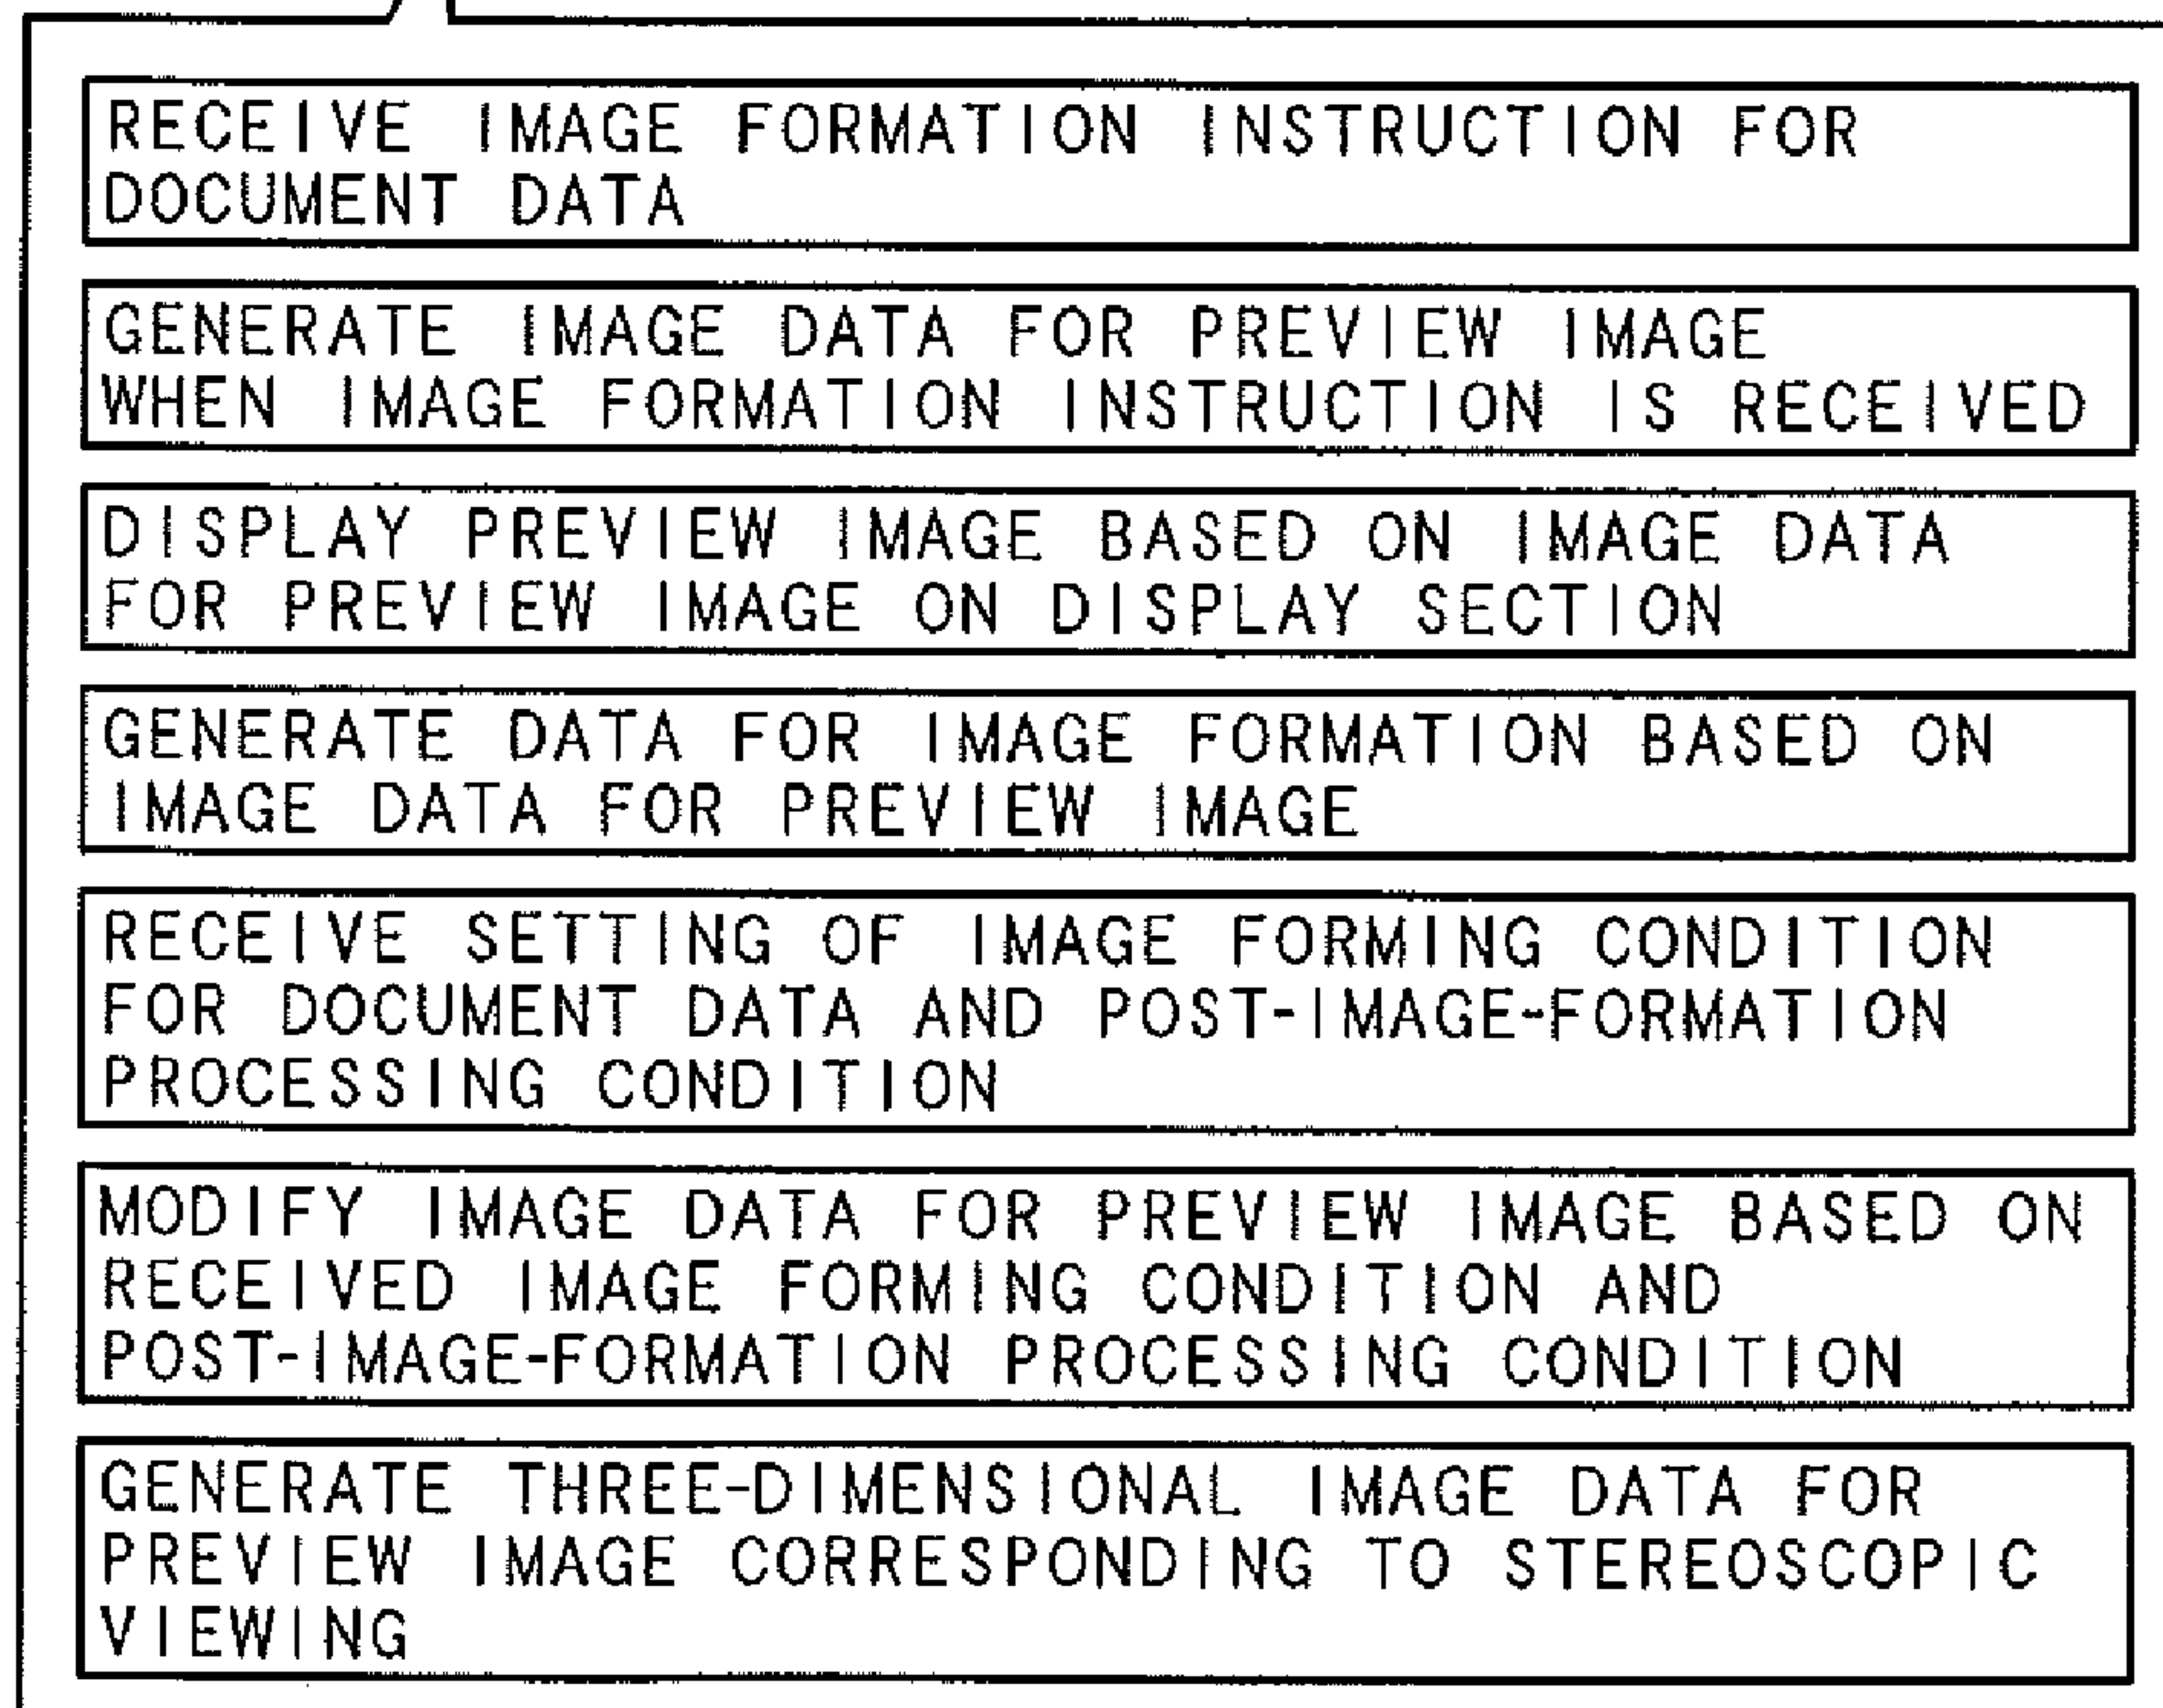 RECEIVE IMAGE FORMATION INSTRUCTION FOR
DOCUMENT DATA
GENERATE IMAGE DATA FOR PREVIEW IMAGE
WHEN IMAGE FORMATION INSTRUCTION IS RECEIVED
DISPLAY PREVIEW IMAGE BASED ON IMAGE DATA
FOR PREVIEW IMAGE ON DISPLAY SECTION
GENERATE DATA FOR IMAGE FORMATION BASED ON
IMAGE DATA FOR PREVIEW IMAGE
RECEIVE SETTING OF IMAGE FORMING CONDITION
FOR DOCUMENT DATA AND POST-IMAGE-FORMATION
PROCESSING CONDITION
MODIFY IMAGE DATA FOR PREVIEW IMAGE BASED ON
RECEIVED IMAGE FORMING CONDITION AND
POST-IMAGE-FORMATION PROCESSING CONDITION
GENERATE THREE-DIMENSIONAL IMAGE DATA FOR
PREVIEW IMAGE CORRESPONDING TO STEREOSCOPIC
VIEWING